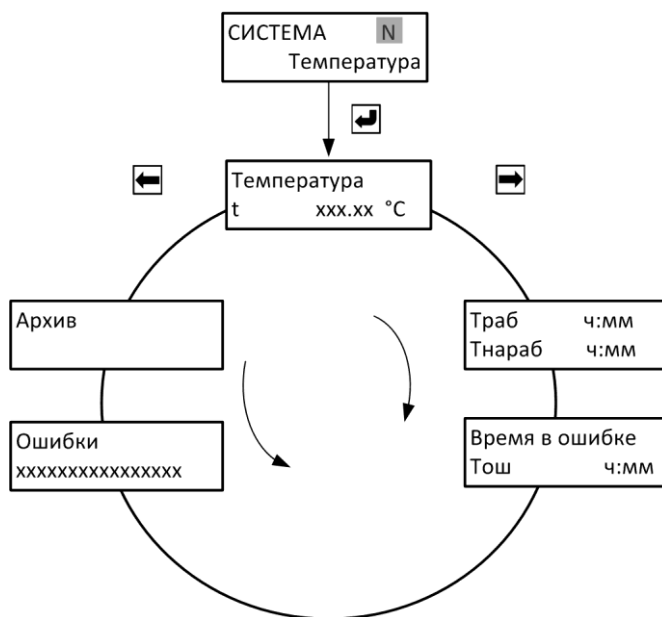 СИСТЕМА N
Температура
Температура
t xxx.xx °C
Архив
Траб ч:мм
Тнараб ч:мм
Ошибки
xxxxxxxxxxxxxxxx
Время в ошибке
Тош ч:мм